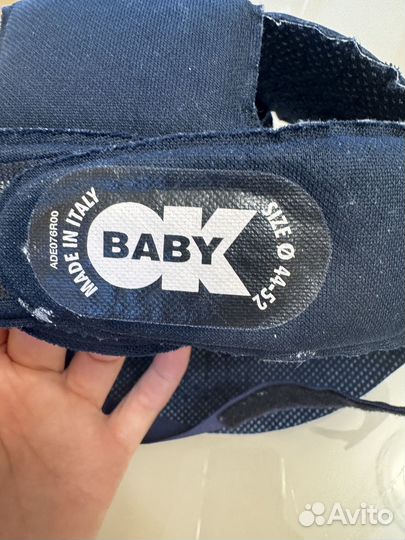 ADE076R00
MADE IN ITALY
OK
BABY
SIZE Ø 44-52
Avito